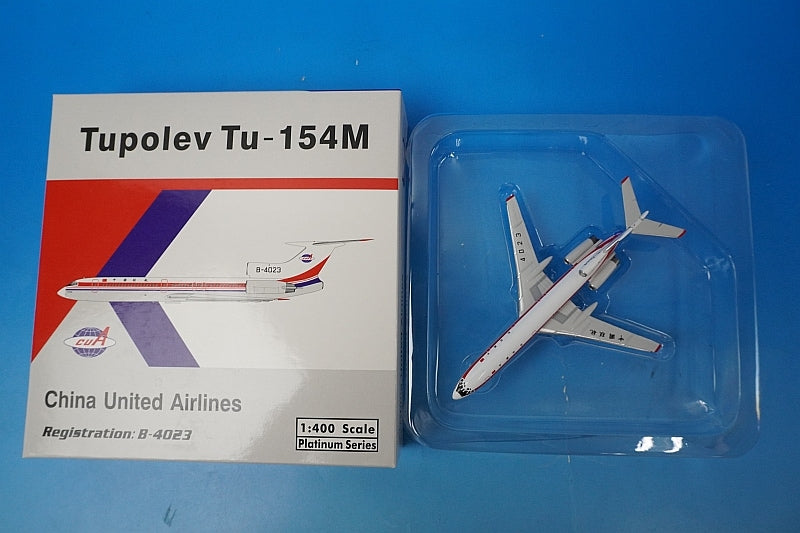 Tupolev Tu-154M
B-4023
CUA
China United Airlines
Registration: B-4023
1:400 Scale
Platinum Series
4023